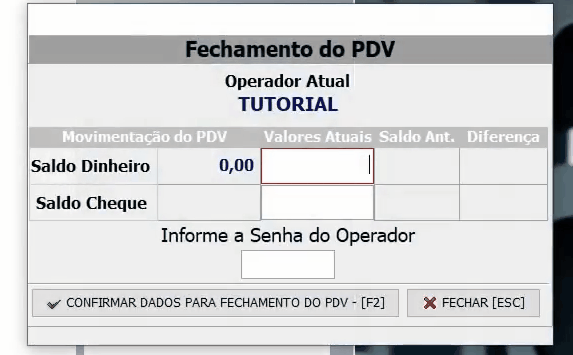 Fechamento do PDV
Operador Atual
TUTORIAL
Movimentação do PDV Valores Atuais Saldo Ant. Diferença
Saldo Dinheiro 0,00
Saldo Cheque
Informe a Senha do Operador
CONFIRMAR DADOS PARA FECHAMENTO DO PDV - [F2] FECHAR [ESC]